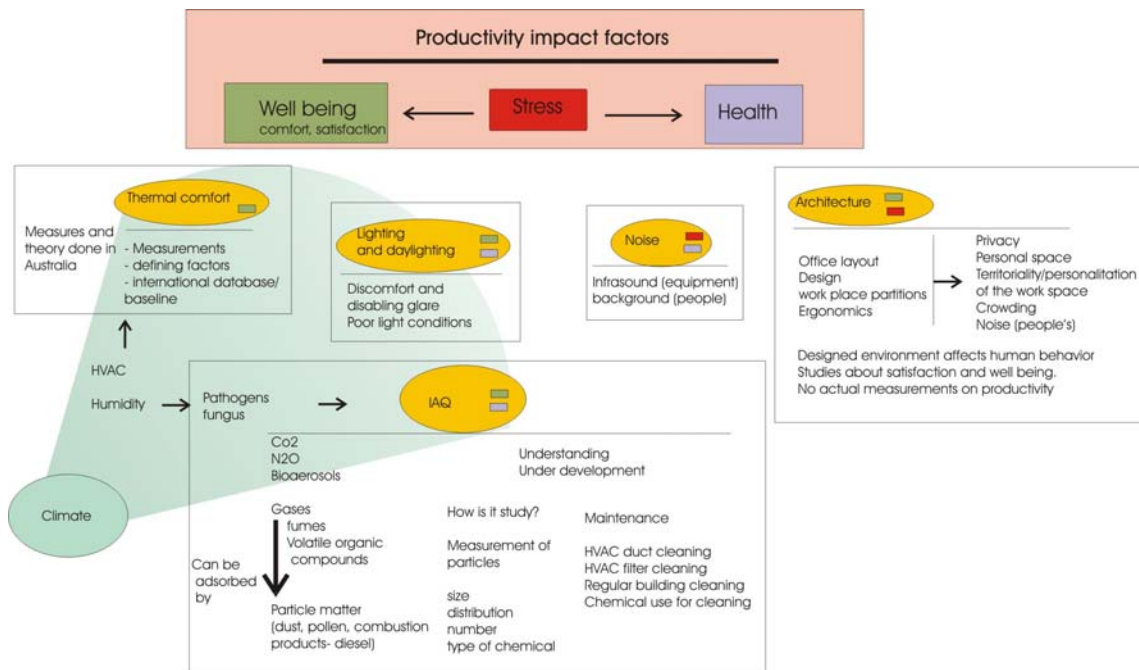 Productivity impact factors
Well being
comfort, satisfaction
Stress
Health
Thermal comfort
Measures and
theory done in
Australia
- Measurements
- defining factors
- international database/
baseline
Lighting
and daylighting
Discomfort and
disabling glare
Poor light conditions
Noise
Infrasound (equipment)
background (people)
Architecture
Office layout
Design
work place partitions
Ergonomics
Privacy
Personal space
Territoriality/personalitation
of the work space
Crowding
Noise (people's)
Designed environment affects human behavior
Studies about satisfaction and well being.
No actual measurements on productivity
HVAC
Humidity
Pathogens
fungus
IAQ
Climate
Co2
N2O
Bioaerosols
Understanding
Under development
Gases
fumes
Volatile organic
compounds
Can be
adsorbed
by
Particle matter
(dust, pollen, combustion
products- diesel)
How is it study?
Measurement of
particles
size
distribution
number
type of chemical
Maintenance
HVAC duct cleaning
HVAC filter cleaning
Regular building cleaning
Chemical use for cleaning